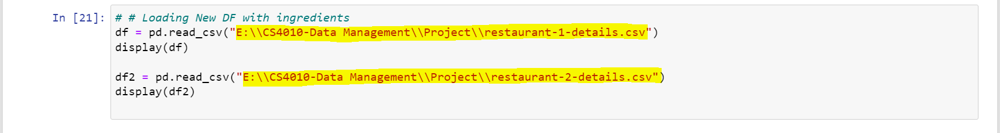 In [21]: # # Loading New DF with ingredients
df = pd.read_csv("E:\\CS4010-Data Management\\Project\\restaurant-1-details.csv")
display(df)
df2 = pd.read_csv("E:\\CS4010-Data Management\\Project\\restaurant-2-details.csv")
display(df2)